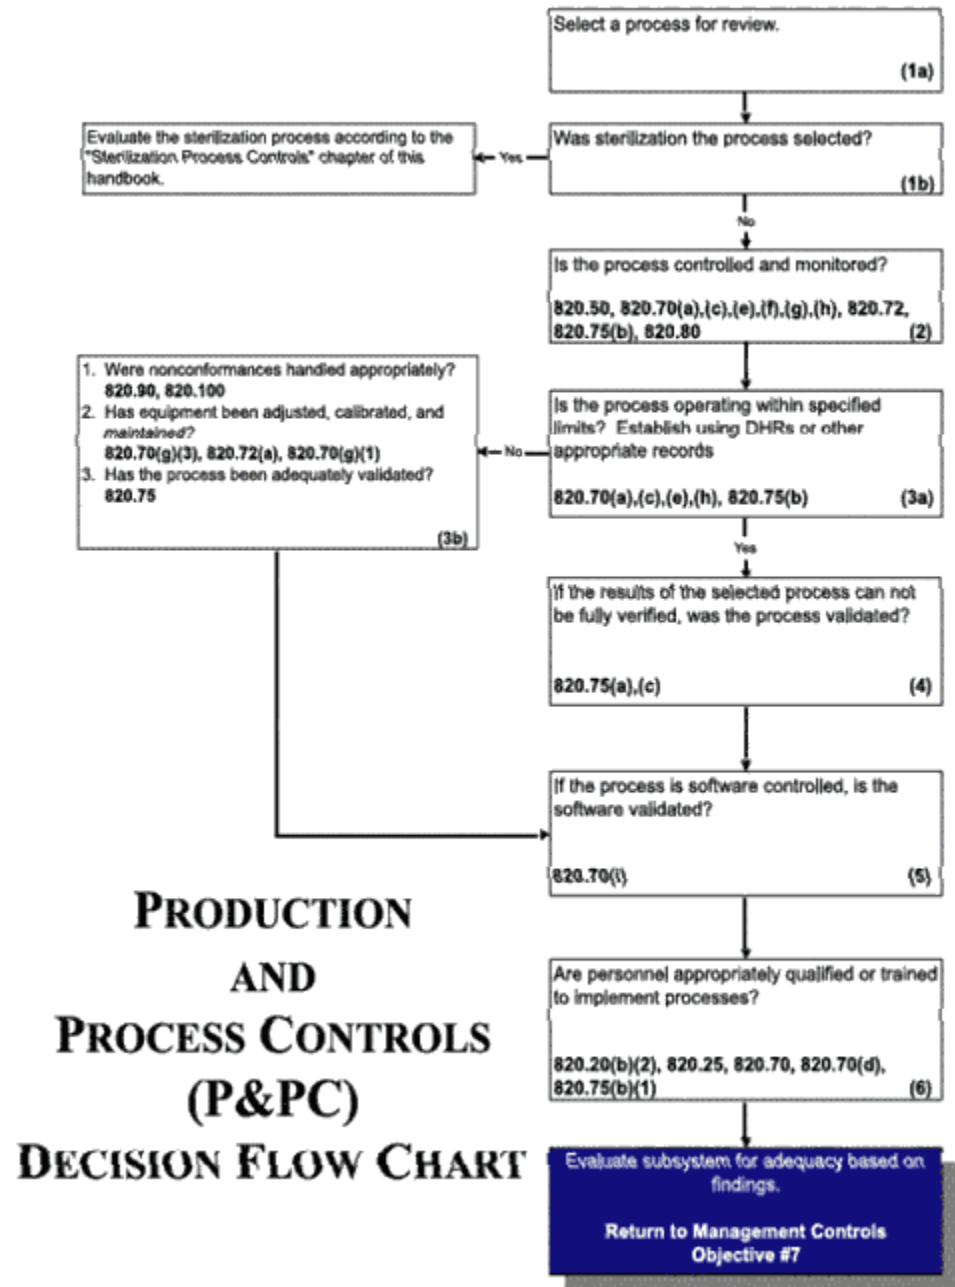 Select a process for review.
(1a)
Evaluate the sterilization process according to the
"Sterilization Process Controls" chapter of this
handbook.
Yes
Was sterilization the process selected?
(1b)
No
Is the process controlled and monitored?
820.50, 820.70(a),(c),(e),(f),(g),(h), 820.72,
820.75(b), 820.80 (2)
1. Were nonconformances handled appropriately?
820.90, 820.100
2. Has equipment been adjusted, calibrated, and
maintained?
820.70(g)(3), 820.72(a), 820.70(g)(1)
3. Has the process been adequately validated?
820.75
(3b)
No
Is the process operating within specified
limits? Establish using DHRs or other
appropriate records
820.70(a),(c),(e),(h), 820.75(b) (3a)
Yes
If the results of the selected process can not
be fully verified, was the process validated?
820.75(a),(c) (4)
If the process is software controlled, is the
software validated?
820.70(i) (5)
Are personnel appropriately qualified or trained
to implement processes?
820.20(b)(2), 820.25, 820.70, 820.70(d),
820.75(b)(1) (6)
Evaluate subsystem for adequacy based on
findings.
Return to Management Controls
Objective #7
PRODUCTION
AND
PROCESS CONTROLS
(P&PC)
DECISION FLOW CHART